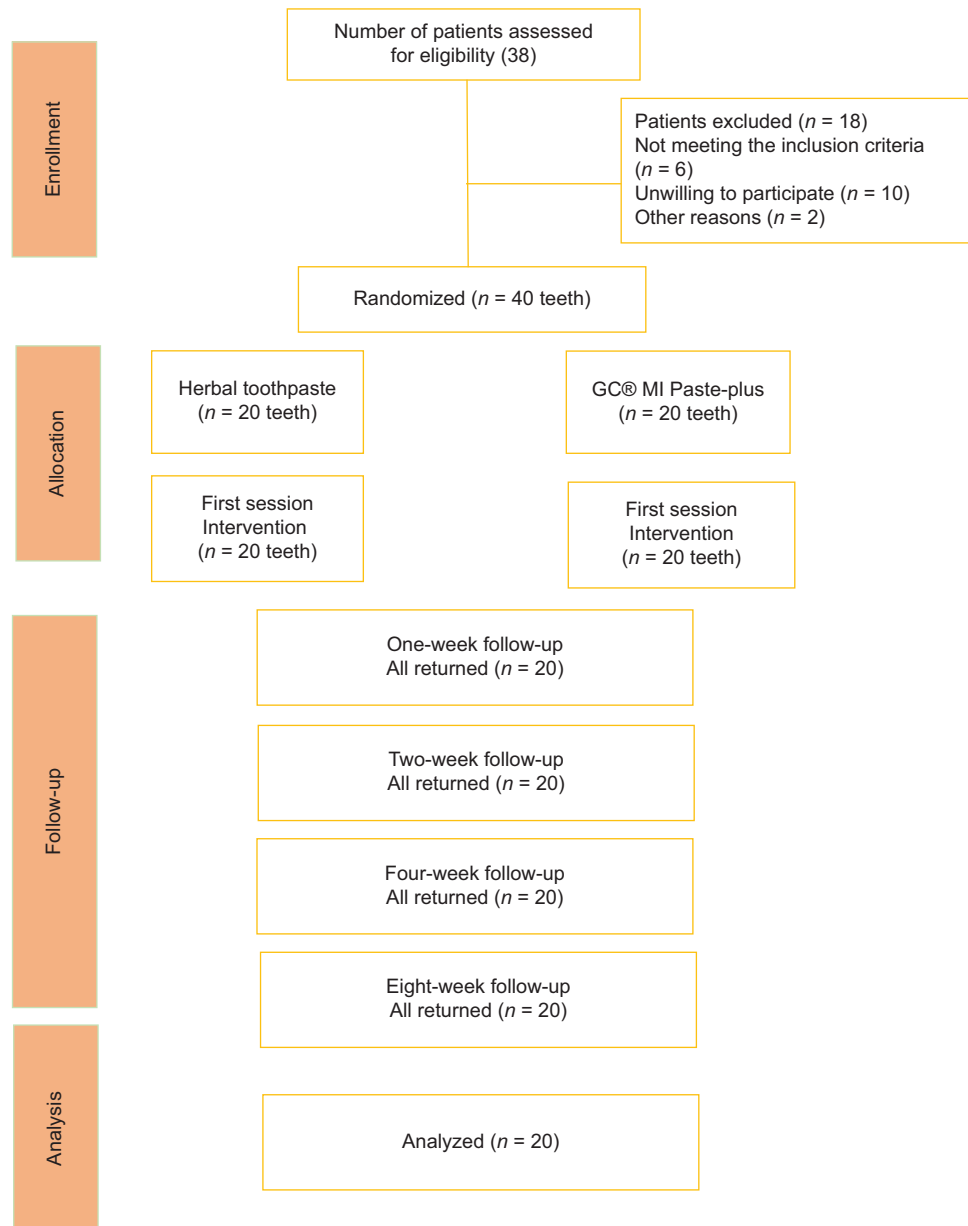 Number of patients assessed
for eligibility (38)
Enrollment
Patients excluded (n = 18)
Not meeting the inclusion criteria
(n = 6)
Unwilling to participate (n = 10)
Other reasons (n = 2)
Randomized (n = 40 teeth)
Allocation
Herbal toothpaste
(n = 20 teeth)
GC® MI Paste-plus
(n = 20 teeth)
First session
Intervention
(n = 20 teeth)
First session
Intervention
(n = 20 teeth)
Follow-up
One-week follow-up
All returned (n = 20)
Two-week follow-up
All returned (n = 20)
Four-week follow-up
All returned (n = 20)
Eight-week follow-up
All returned (n = 20)
Analysis
Analyzed (n = 20)